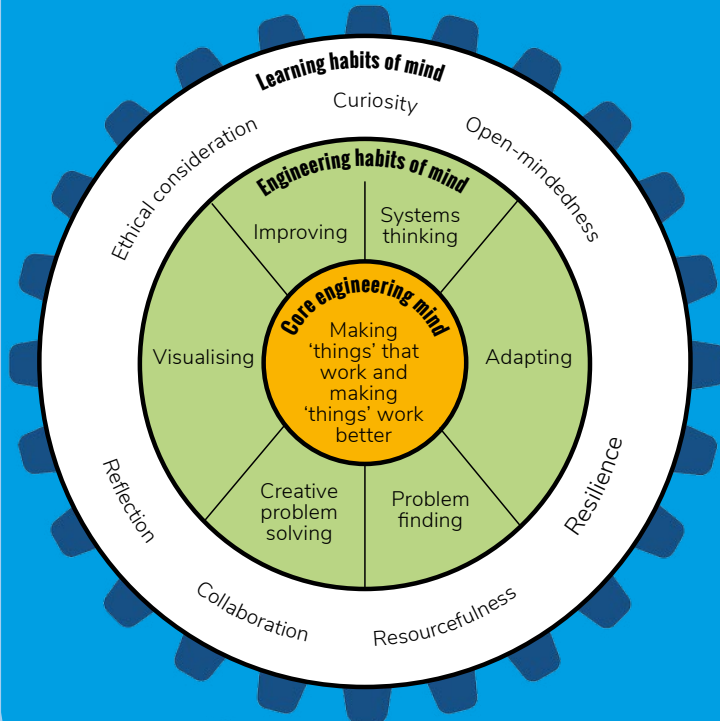 Learning habits of mind
Curiosity
Open-mindedness
Ethical consideration
Engineering habits of mind
Improving
Systems
thinking
Core engineering mind
Making
‘things’ that
work and
making
‘things’ work
better
Visualising
Adapting
Creative
problem
solving
Problem
finding
Resilience
Reflection
Collaboration
Resourcefulness